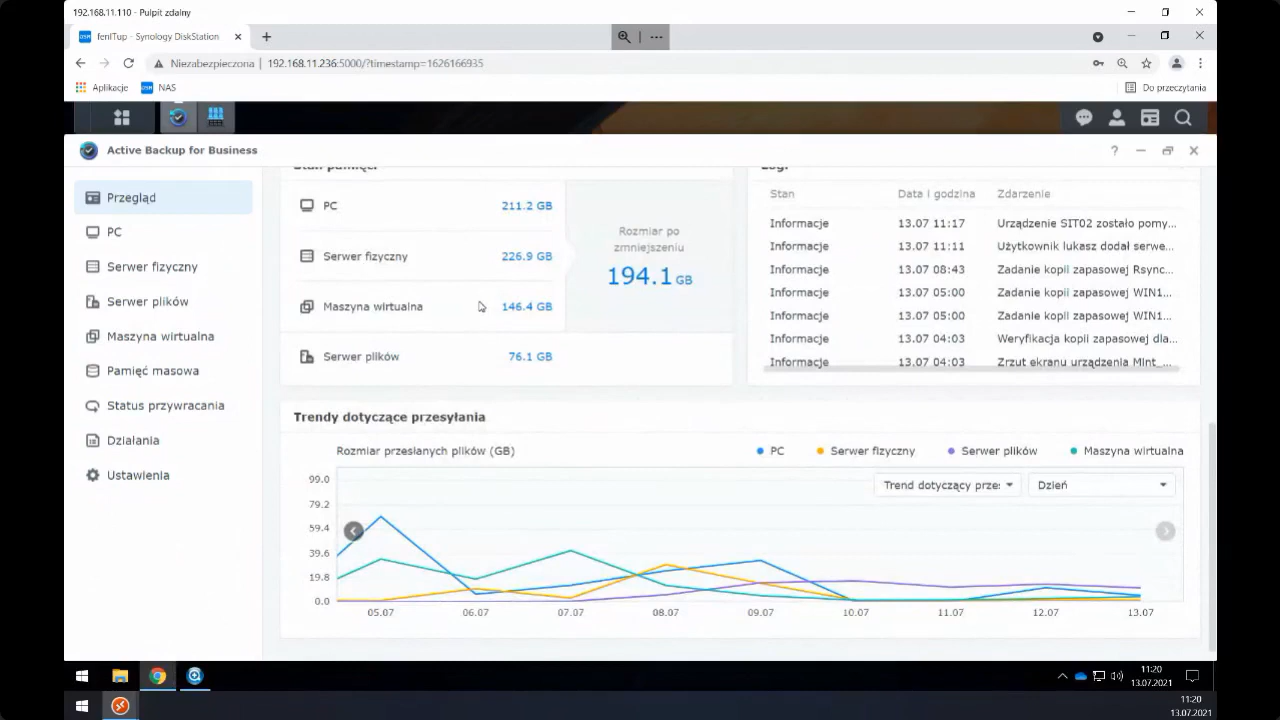 192.168.11.110 - Pulpit zdalny
fenITup - Synology DiskStation
Niezabezpieczona | 192.168.11.236:5000/?timestamp=1626166935
Aplikacje NAS Do przeczytania
Active Backup for Business
Przegląd
PC
Serwer fizyczny
Serwer plików
Maszyna wirtualna
Pamięć masowa
Status przywracania
Działania
Ustawienia
Stan pamięci
PC 211.2 GB
Serwer fizyczny 226.9 GB
Maszyna wirtualna 146.4 GB
Serwer plików 76.1 GB
Rozmiar po
zmniejszeniu
194.1 GB
Logi
Stan Data i godzina Zdarzenie
Informacje 13.07 11:17 Urządzenie SIT02 zostało pomy...
Informacje 13.07 11:11 Użytkownik lukasz dodał serwe...
Informacje 13.07 08:43 Zadanie kopii zapasowej Rsync...
Informacje 13.07 05:00 Zadanie kopii zapasowej WIN1...
Informacje 13.07 05:00 Zadanie kopii zapasowej WIN1...
Informacje 13.07 04:03 Weryfikacja kopii zapasowej dla...
Informacje 13.07 04:03 Zrzut ekranu urządzenia Mint_...
Trendy dotyczące przesyłania
Rozmiar przesłanych plików (GB)
PC Serwer fizyczny Serwer plików Maszyna wirtualna
Trend dotyczący prze: Dzień
99.0
79.2
59.4
39.6
19.8
0.0
05.07 06.07 07.07 08.07 09.07 10.07 11.07 12.07 13.07
11:20
13.07.2021
11:20
13.07.2021